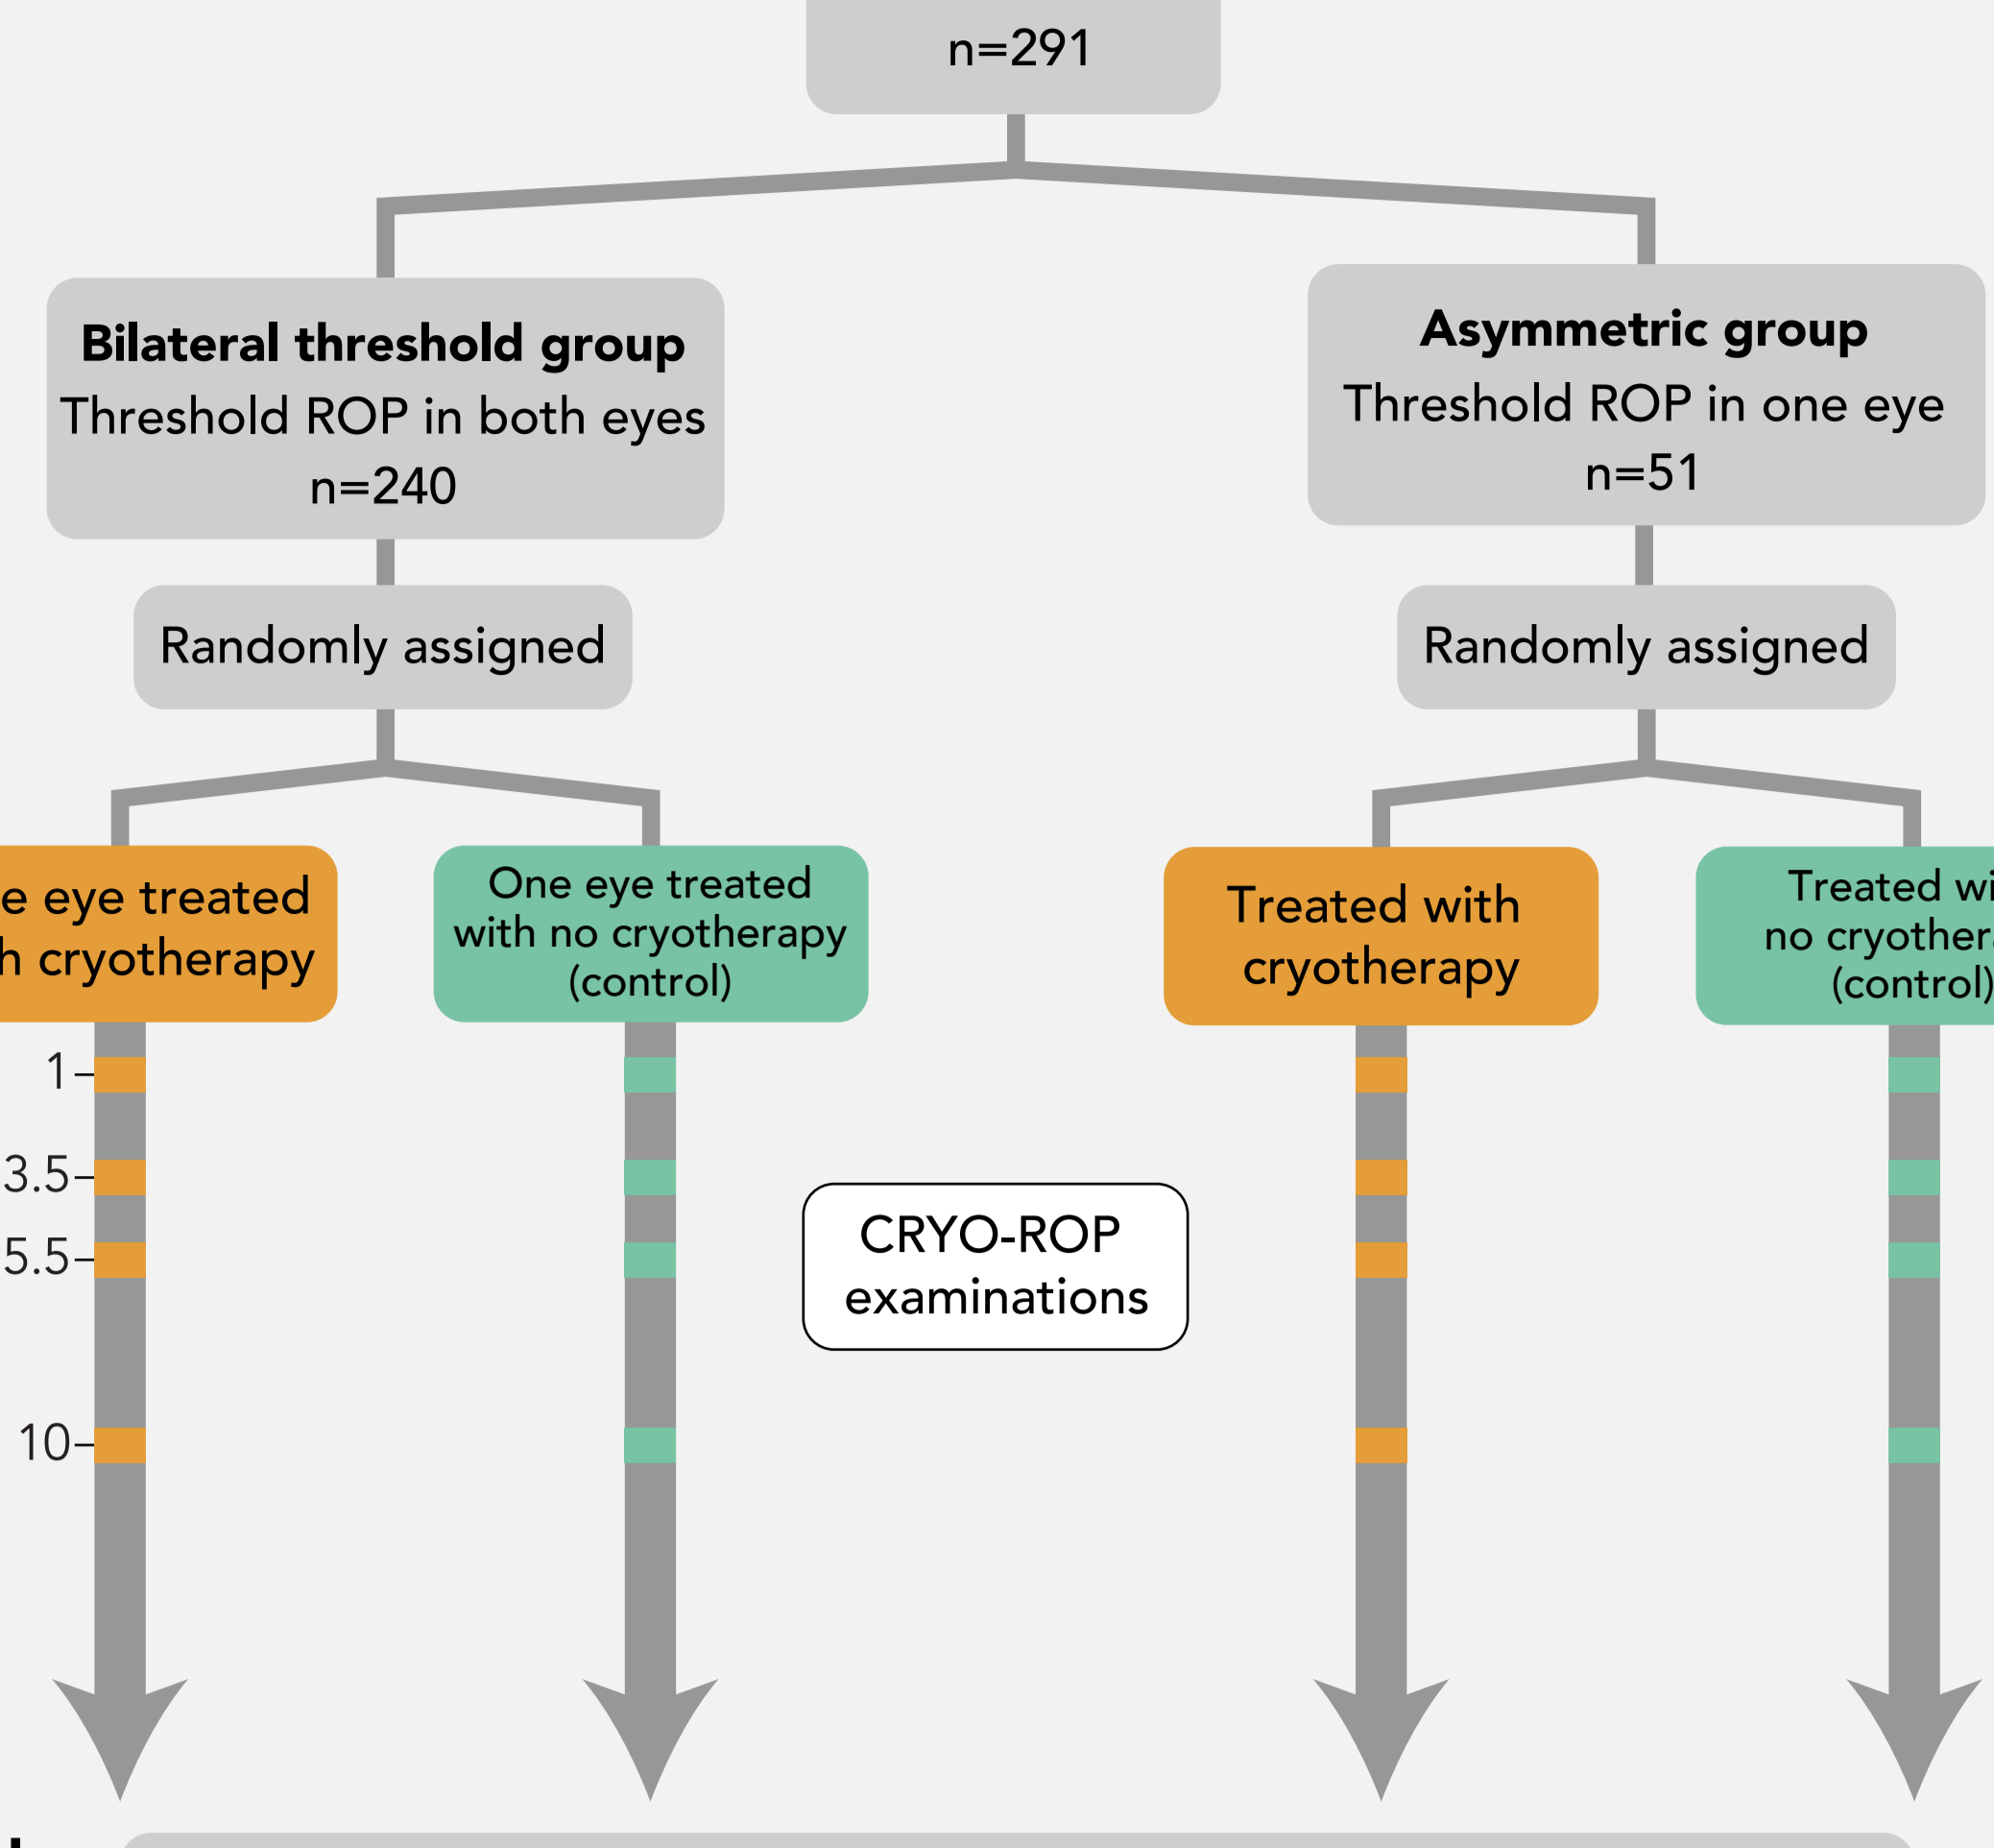 n=291
Bilateral threshold group
Threshold ROP in both eyes
n=240
Asymmetric group
Threshold ROP in one eye
n=51
Randomly assigned
Randomly assigned
eye treated
cryotherapy
One eye treated
with no cryotherapy
(control)
Treated with
cryotherapy
Treated
no
(control)
1
3.5
5.5
10
CRYO-ROP
examinations